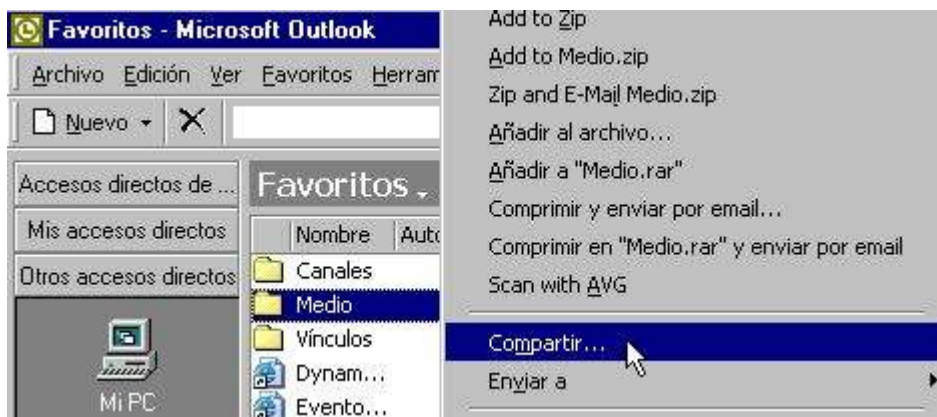 Favoritos - Microsoft Outlook
Archivo Edición Ver Favoritos Herram
Nuevo
Accesos directos de ...
Mis accesos directos
Otros accesos directos
Mi PC
Favoritos
Nombre Auto
Canales
Medio
Vínculos
Dynam...
Evento...
Add to Zip
Add to Medio.zip
Zip and E-Mail Medio.zip
Añadir al archivo...
Añadir a "Medio.rar"
Comprimir y enviar por email...
Comprimir en "Medio.rar" y enviar por email
Scan with AVG
Compartir...
Enviar a